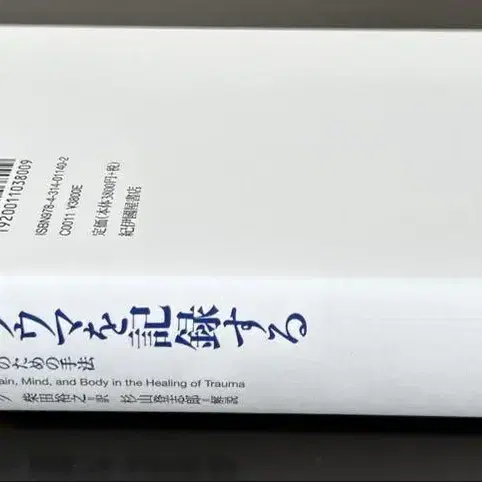 1920011038009
ISBN978-4-314-01140-2
C0011 ¥3800E
定価(本体3800円+税)
紀伊國屋書店
ウマを記録する
のための手法
ain, Mind, and Body in the Healing of Trauma
柴田裕之=訳 杉山登志郎=解説